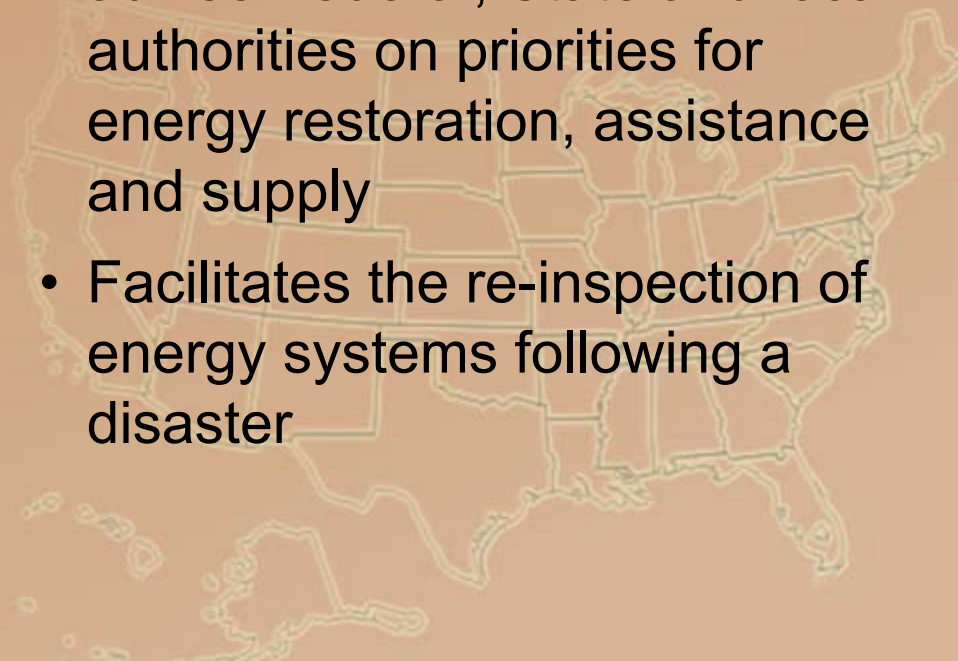 authorities on priorities for
energy restoration, assistance
and supply
• Facilitates the re-inspection of
energy systems following a
disaster